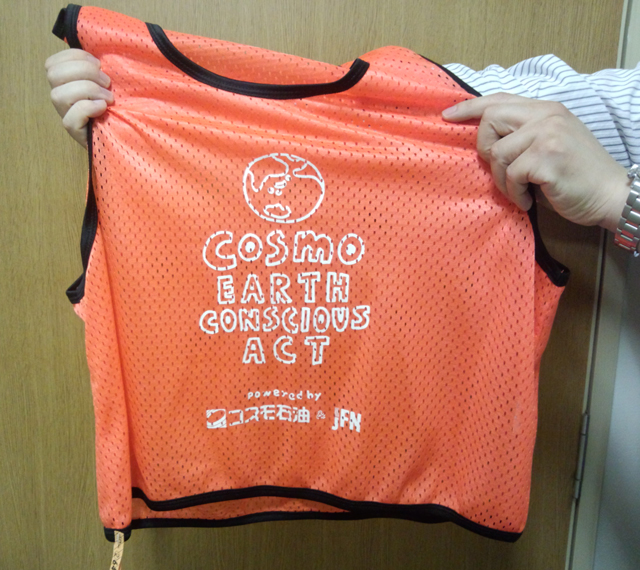 COSMO
EARTH
CONSCIOUS
ACT
powered by
コスモ石油 & JFN